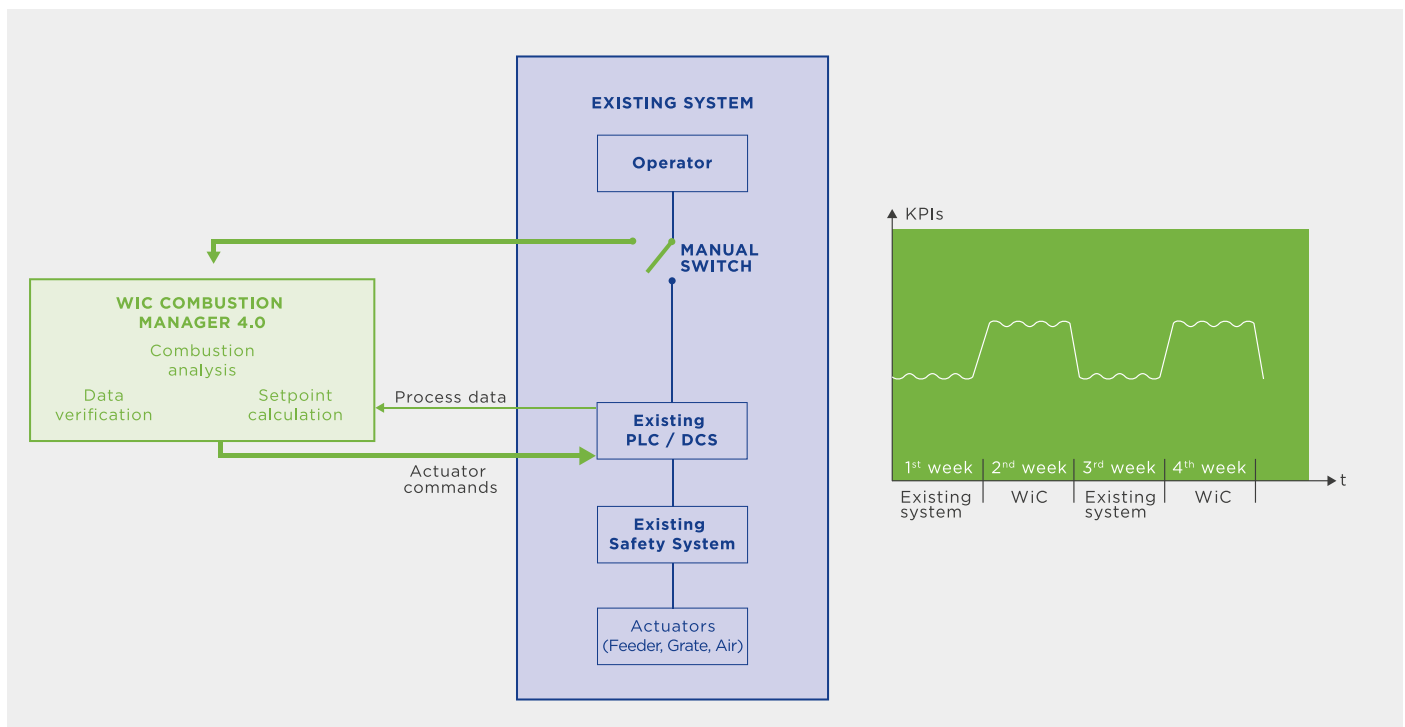 EXISTING SYSTEM
Operator
MANUAL
SWITCH
WIC COMBUSTION
MANAGER 4.0
Combustion
analysis
Data
verification
Setpoint
calculation
Process data
Actuator
commands
Existing
PLC / DCS
Existing
Safety System
Actuators
(Feeder, Grate, Air)
KPIs
1st week 2nd week 3rd week 4th week
t
Existing
system
WiC
Existing
system
WiC